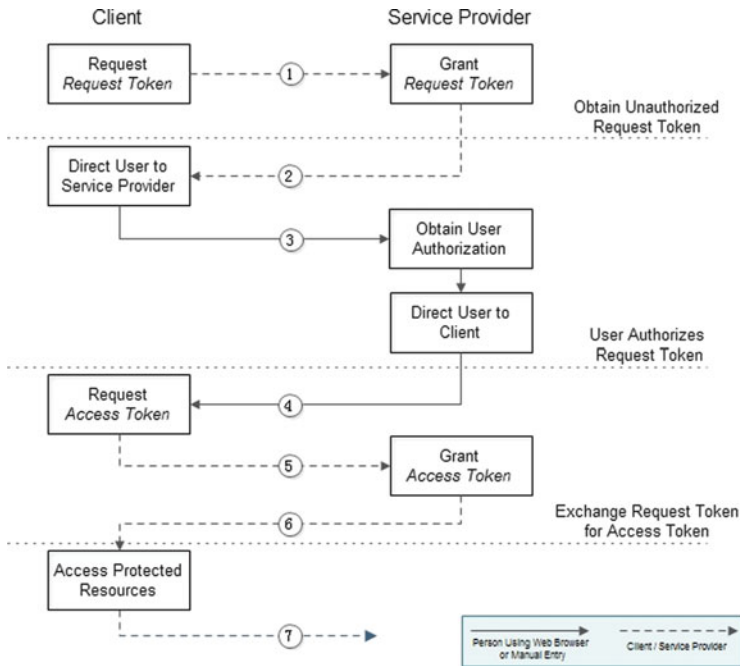 Client
Service Provider
Request
Request Token
1
Grant
Request Token
Obtain Unauthorized
Request Token
Direct User to
Service Provider
2
3
Obtain User
Authorization
Direct User to
Client
User Authorizes
Request Token
Request
Access Token
4
5
Grant
Access Token
6
Exchange Request Token
for Access Token
Access Protected
Resources
7
Person Using Web Browser
or Manual Entry
Client / Service Provider